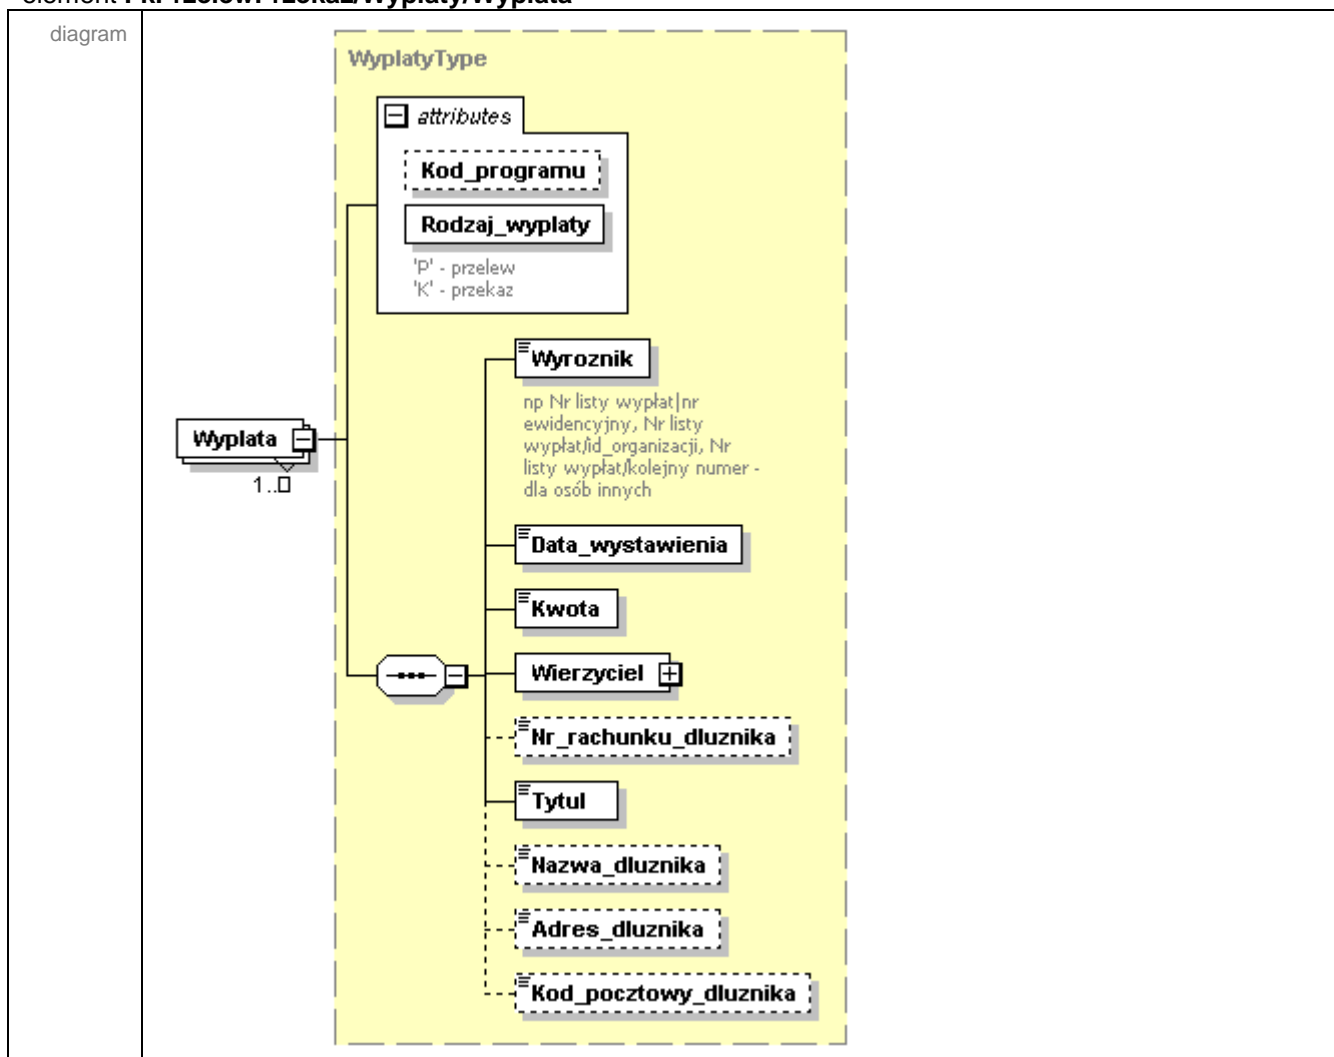 diagram
WyplatyType
attributes
Kod_programu
Rodzaj_wyplaty
'P' - przelew
'K' - przekaz
Wyroznik
np Nr listy wypłat|nr
ewidencyjny, Nr listy
wypłat/id_organizacji, Nr
listy wypłat/kolejny numer -
dla osób innych
Wyplata
1..
Data_wystawienia
Kwota
Wierzyciel
Nr_rachunku_dluznika
Tytul
Nazwa_dluznika
Adres_dluznika
Kod_pocztowy_dluznika